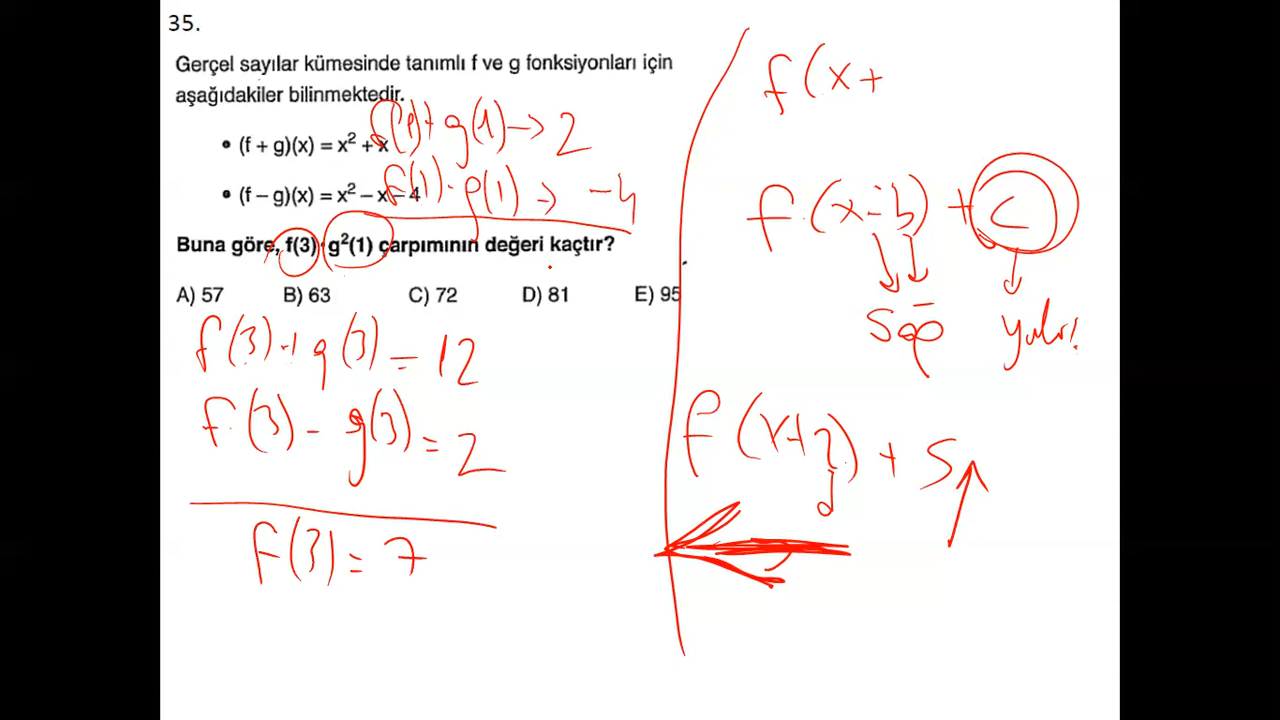 35.
Gerçel sayılar kümesinde tanımlı f ve g fonksiyonları için
aşağıdakiler bilinmektedir.
• (f + g)(x) = x² + x
f(1) + g(1) → 2
• (f – g)(x) = x² – x – 4
f(1) - g(1) → -4
Buna göre, f(3) · g²(1) çarpımının değeri kaçtır?
A) 57 B) 63 C) 72 D) 81 E) 95
f(3) + g(3) = 12
f(3) - g(3) = 2
f(3) = 7
f(x+
f(x-b) + c
sağ
f(x+2) + 5